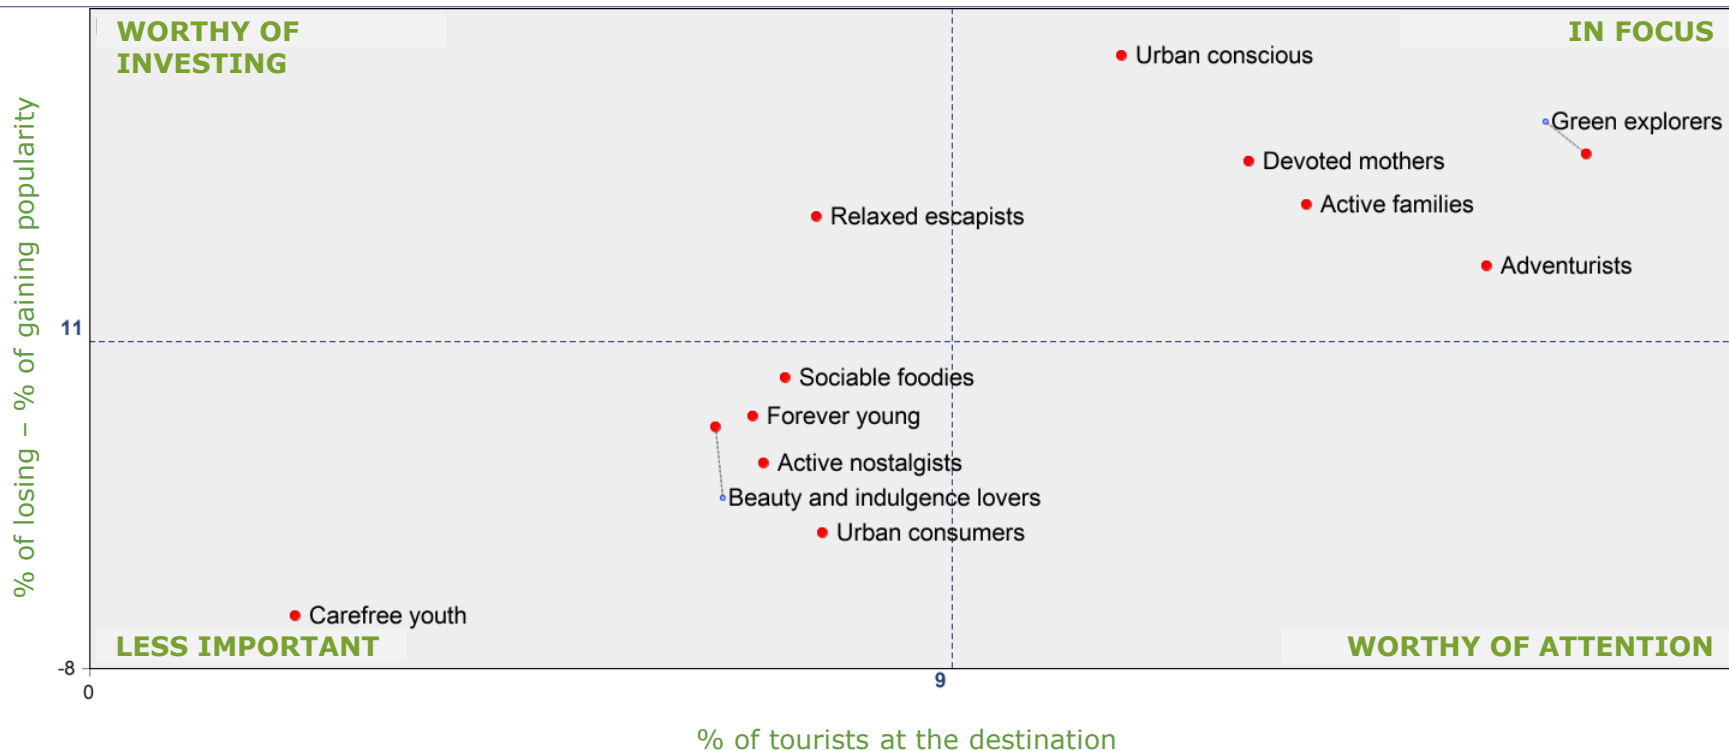 WORTHY OF
INVESTING
IN FOCUS
Urban conscious
Green explorers
Devoted mothers
Active families
Relaxed escapists
Adventurists
% of losing – % of gaining popularity
11
Sociable foodies
Forever young
Active nostalgists
Beauty and indulgence lovers
Urban consumers
Carefree youth
LESS IMPORTANT
WORTHY OF ATTENTION
-8
0
9
% of tourists at the destination